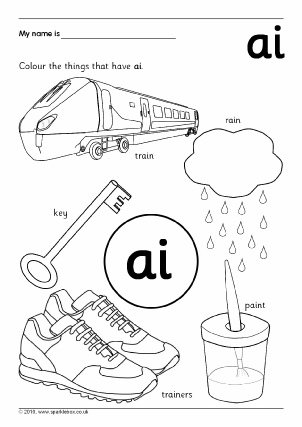 My name is
ai
Colour the things that have ai.
rain
train
key
ai
paint
trainers
© 2016, www.sparklebox.co.uk